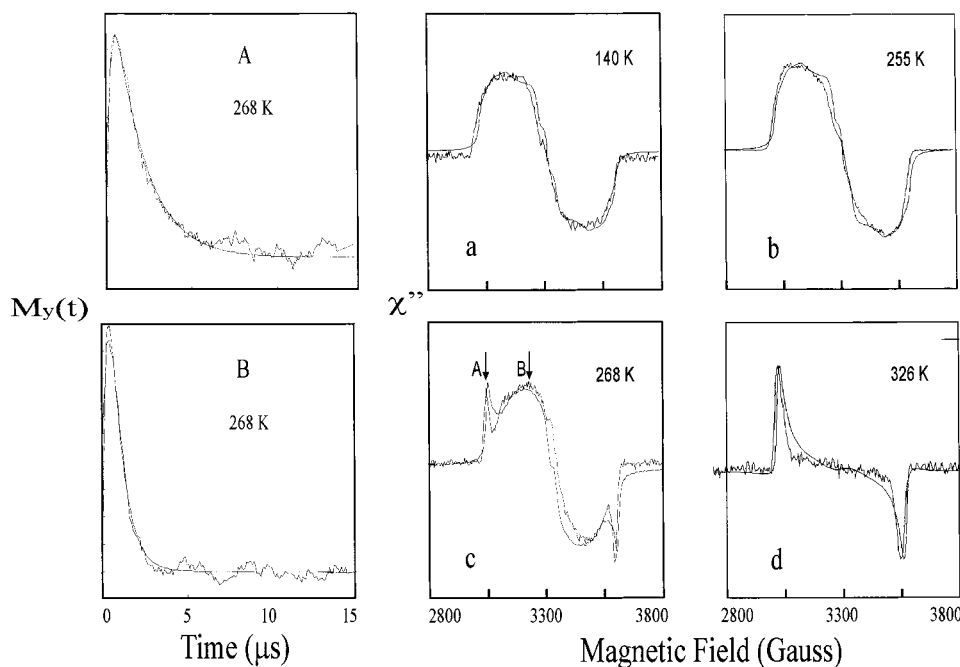 A
268 K
140 K
a
255 K
b
My(t)
χ''
B
268 K
A B
268 K
c
326 K
d
0 5 10 15
2800 3300 3800
2800 3300 3800
Time (μs)
Magnetic Field (Gauss)